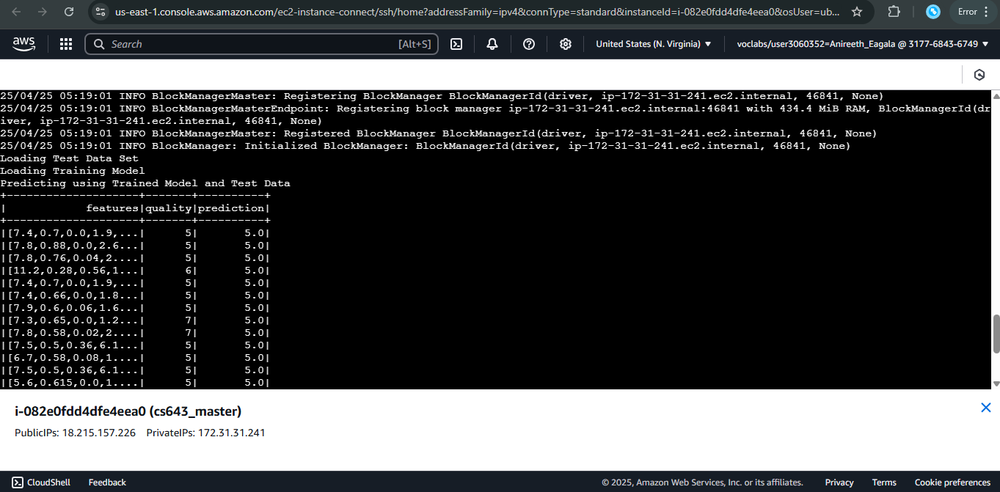 us-east-1.console.aws.amazon.com/ec2-instance-connect/ssh/home?addressFamily=ipv4&connType=standard&instanceId=i-082e0fdd4dfe4eea0&osUser=ub...
Error
aws
Search
[Alt+S]
United States (N. Virginia)
voclabs/user3060352=Anireeth_Eagala @ 3177-6843-6749
25/04/25 05:19:01 INFO BlockManagerMaster: Registering BlockManager BlockManagerId(driver, ip-172-31-31-241.ec2.internal, 46841, None)
25/04/25 05:19:01 INFO BlockManagerMasterEndpoint: Registering block manager ip-172-31-31-241.ec2.internal:46841 with 434.4 MiB RAM, BlockManagerId(dr
iver, ip-172-31-31-241.ec2.internal, 46841, None)
25/04/25 05:19:01 INFO BlockManagerMaster: Registered BlockManager BlockManagerId(driver, ip-172-31-31-241.ec2.internal, 46841, None)
25/04/25 05:19:01 INFO BlockManager: Initialized BlockManager: BlockManagerId(driver, ip-172-31-31-241.ec2.internal, 46841, None)
Loading Test Data Set
Loading Training Model
Predicting using Trained Model and Test Data
+--------------------+-------+----------+
|            features|quality|prediction|
+--------------------+-------+----------+
|[7.4,0.7,0.0,1.9,...|      5|       5.0|
|[7.8,0.88,0.0,2.6...|      5|       5.0|
|[7.8,0.76,0.04,2....|      5|       5.0|
|[11.2,0.28,0.56,1...|      6|       5.0|
|[7.4,0.7,0.0,1.9,...|      5|       5.0|
|[7.4,0.66,0.0,1.8...|      5|       5.0|
|[7.9,0.6,0.06,1.6...|      5|       5.0|
|[7.3,0.65,0.0,1.2...|      7|       5.0|
|[7.8,0.58,0.02,2....|      7|       5.0|
|[7.5,0.5,0.36,6.1...|      5|       5.0|
|[6.7,0.58,0.08,1....|      5|       5.0|
|[7.5,0.5,0.36,6.1...|      5|       5.0|
|[5.6,0.615,0.0,1....|      5|       5.0|
i-082e0fdd4dfe4eea0 (cs643_master)
PublicIPs: 18.215.157.226 PrivateIPs: 172.31.31.241
CloudShell
Feedback
© 2025, Amazon Web Services, Inc. or its affiliates.
Privacy
Terms
Cookie preferences